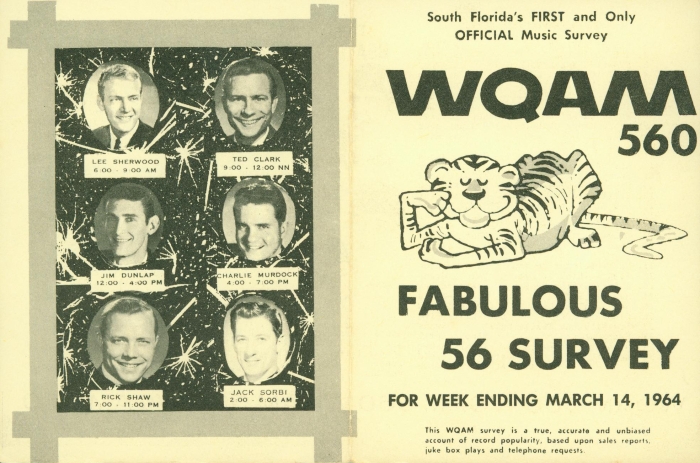 LEE SHERWOOD
6:00 - 9:00 AM
TED CLARK
9:00 - 12:00 NN
JIM DUNLAP
12:00 - 4:00 PM
CHARLIE MURDOCK
4:00 - 7:00 PM
RICK SHAW
7:00 - 11:00 PM
JACK SORBI
2:00 - 6:00 AM
South Florida's FIRST and Only
OFFICIAL Music Survey
WQAM
560
FABULOUS
56 SURVEY
FOR WEEK ENDING MARCH 14, 1964
This WQAM survey is a true, accurate and unbiased
account of record popularity, based upon sales reports,
juke box plays and telephone requests.